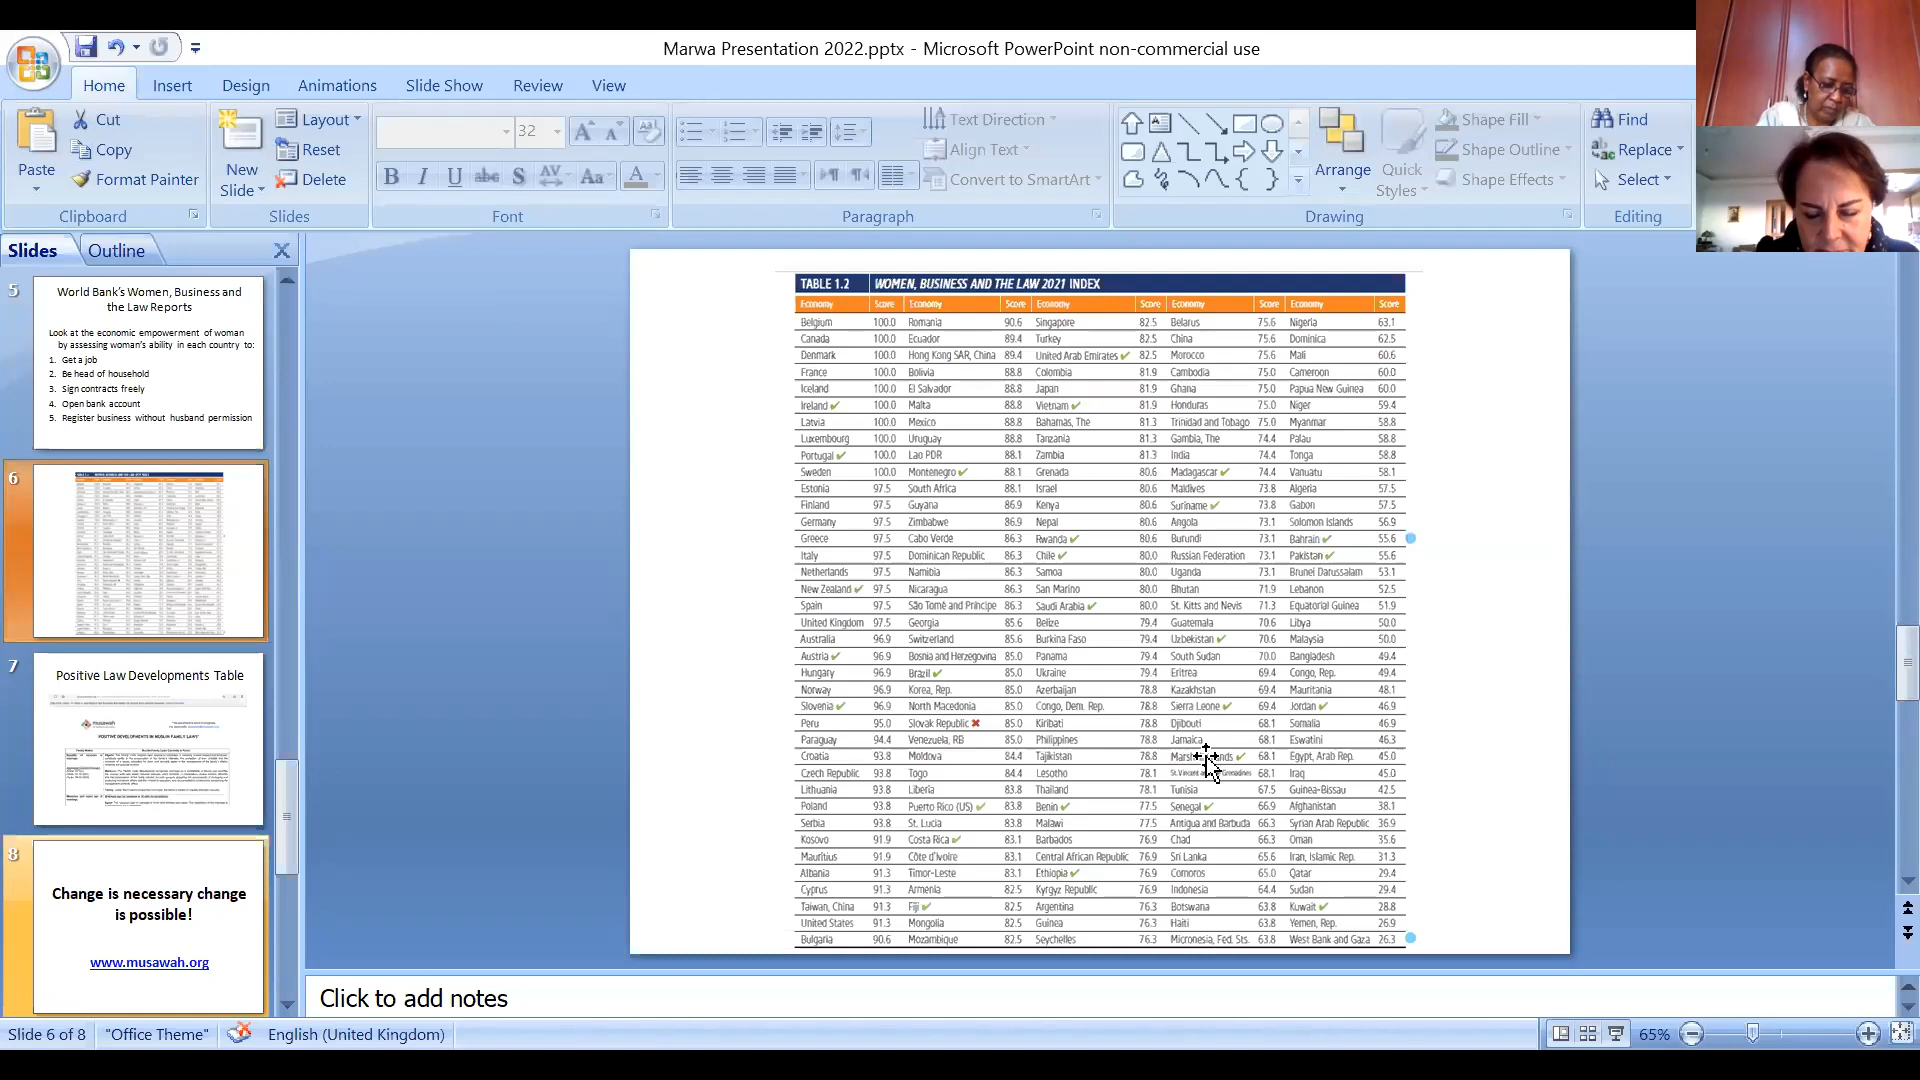 Marwa Presentation 2022.pptx - Microsoft PowerPoint non-commercial use
Home Insert Design Animations Slide Show Review View
Paste
Cut
Copy
Format Painter
Clipboard
New Slide
Layout
Reset
Delete
Slides
32
B I U abc S AV Aa A
Font
Text Direction
Align Text
Convert to SmartArt
Paragraph
Arrange
Quick Styles
Shape Fill
Shape Outline
Shape Effects
Drawing
Find
Replace
Select
Editing
Slides Outline
5
World Bank's Women, Business and
the Law Reports
Look at the economic empowerment of woman
by assessing woman's ability in each country to:
1. Get a job
2. Be head of household
3. Sign contracts freely
4. Open bank account
5. Register business without husband permission
6
7
Positive Law Developments Table
musawah
POSITIVE DEVELOPMENTS IN MUSLIM FAMILY LAWS
8
Change is necessary change
is possible!
www.musawah.org
TABLE 1.2 WOMEN, BUSINESS AND THE LAW 2021 INDEX
Economy Score Economy Score Economy Score Economy Score Economy Score
Belgium 100.0 Romania 90.6 Singapore 82.5 Belarus 75.6 Nigeria 63.1
Canada 100.0 Ecuador 89.4 Turkey 82.5 China 75.6 Dominica 62.5
Denmark 100.0 Hong Kong SAR, China 89.4 United Arab Emirates ✔ 82.5 Morocco 75.6 Mali 60.6
France 100.0 Bolivia 88.8 Colombia 81.9 Cambodia 75.0 Cameroon 60.0
Iceland 100.0 El Salvador 88.8 Japan 81.9 Ghana 75.0 Papua New Guinea 60.0
Ireland ✔ 100.0 Malta 88.8 Vietnam ✔ 81.9 Honduras 75.0 Niger 59.4
Latvia 100.0 Mexico 88.8 Bahamas, The 81.3 Trinidad and Tobago 75.0 Myanmar 58.8
Luxembourg 100.0 Uruguay 88.8 Tanzania 81.3 Gambia, The 74.4 Palau 58.8
Portugal ✔ 100.0 Lao PDR 88.1 Zambia 81.3 India 74.4 Tonga 58.8
Sweden 100.0 Montenegro ✔ 88.1 Grenada 80.6 Madagascar ✔ 74.4 Vanuatu 58.1
Estonia 97.5 South Africa 88.1 Israel 80.6 Maldives 73.8 Algeria 57.5
Finland 97.5 Guyana 86.9 Kenya 80.6 Suriname ✔ 73.8 Gabon 57.5
Germany 97.5 Zimbabwe 86.9 Nepal 80.6 Angola 73.1 Solomon Islands 56.9
Greece 97.5 Cabo Verde 86.3 Rwanda ✔ 80.6 Burundi 73.1 Bahrain ✔ 55.6
Italy 97.5 Dominican Republic 86.3 Chile ✔ 80.0 Russian Federation 73.1 Pakistan ✔ 55.6
Netherlands 97.5 Namibia 86.3 Samoa 80.0 Uganda 73.1 Brunei Darussalam 53.1
New Zealand ✔ 97.5 Nicaragua 86.3 San Marino 80.0 Bhutan 71.9 Lebanon 52.5
Spain 97.5 São Tomé and Príncipe 86.3 Saudi Arabia ✔ 80.0 St. Kitts and Nevis 71.3 Equatorial Guinea 51.9
United Kingdom 97.5 Georgia 85.6 Belize 79.4 Guatemala 70.6 Libya 50.0
Australia 96.9 Switzerland 85.6 Burkina Faso 79.4 Uzbekistan ✔ 70.6 Malaysia 50.0
Austria ✔ 96.9 Bosnia and Herzegovina 85.0 Panama 79.4 South Sudan 70.0 Bangladesh 49.4
Hungary 96.9 Brazil ✔ 85.0 Ukraine 79.4 Eritrea 69.4 Congo, Rep. 49.4
Norway 96.9 Korea, Rep. 85.0 Azerbaijan 78.8 Kazakhstan 69.4 Mauritania 48.1
Slovenia ✔ 96.9 North Macedonia 85.0 Congo, Dem. Rep. 78.8 Sierra Leone ✔ 69.4 Jordan ✔ 46.9
Peru 95.0 Slovak Republic ✖ 85.0 Kiribati 78.8 Djibouti 68.1 Somalia 46.9
Paraguay 94.4 Venezuela, RB 85.0 Philippines 78.8 Jamaica 68.1 Eswatini 46.3
Croatia 93.8 Moldova 84.4 Tajikistan 78.8 Marshall Islands ✔ 68.1 Egypt, Arab Rep. 45.0
Czech Republic 93.8 Togo 84.4 Lesotho 78.1 St. Vincent and the Grenadines 68.1 Iraq 45.0
Lithuania 93.8 Liberia 83.8 Thailand 78.1 Tunisia 67.5 Guinea-Bissau 42.5
Poland 93.8 Puerto Rico (US) ✔ 83.8 Benin ✔ 77.5 Senegal ✔ 66.9 Afghanistan 38.1
Serbia 93.8 St. Lucia 83.8 Malawi 77.5 Antigua and Barbuda 66.3 Syrian Arab Republic 36.9
Kosovo 91.9 Costa Rica ✔ 83.1 Barbados 76.9 Chad 66.3 Oman 35.6
Mauritius 91.9 Côte d'Ivoire 83.1 Central African Republic 76.9 Sri Lanka 65.6 Iran, Islamic Rep. 31.3
Albania 91.3 Timor-Leste 83.1 Ethiopia ✔ 76.9 Comoros 65.0 Qatar 29.4
Cyprus 91.3 Armenia 82.5 Kyrgyz Republic 76.9 Indonesia 64.4 Sudan 29.4
Taiwan, China 91.3 Fiji ✔ 82.5 Argentina 76.3 Botswana 63.8 Kuwait ✔ 28.8
United States 91.3 Mongolia 82.5 Guinea 76.3 Haiti 63.8 Yemen, Rep. 26.9
Bulgaria 90.6 Mozambique 82.5 Seychelles 76.3 Micronesia, Fed. Sts. 63.8 West Bank and Gaza 26.3
Click to add notes
Slide 6 of 8 "Office Theme" English (United Kingdom) 65%